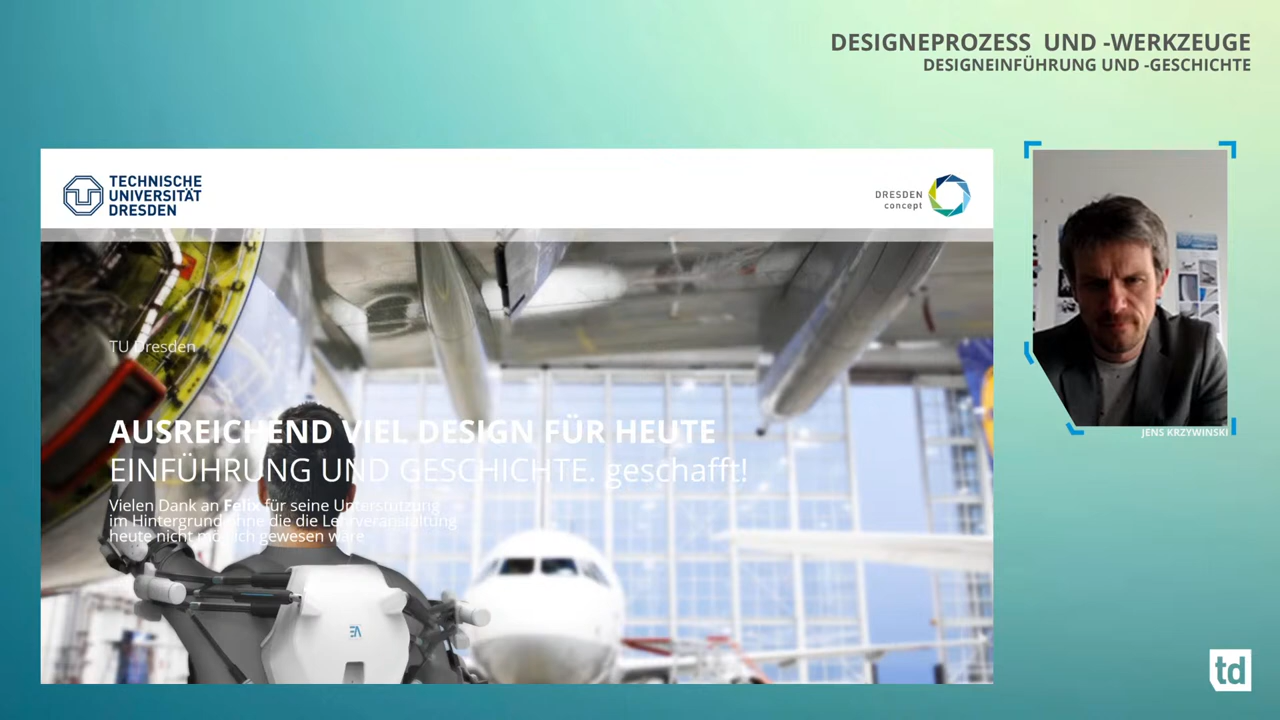 DESIGNEPROZESS UND -WERKZEUGE
DESIGNEINFÜHRUNG UND -GESCHICHTE
TECHNISCHE
UNIVERSITÄT
DRESDEN
DRESDEN
concept
TU Dresden
AUSREICHEND VIEL DESIGN FÜR HEUTE
EINFÜHRUNG UND GESCHICHTE. geschafft!
Vielen Dank an Felix für seine Unterstützung
im Hintergrund ohne die die Lehrveranstaltung
heute nicht möglich gewesen wäre
JENS KRZYWINSKI
td